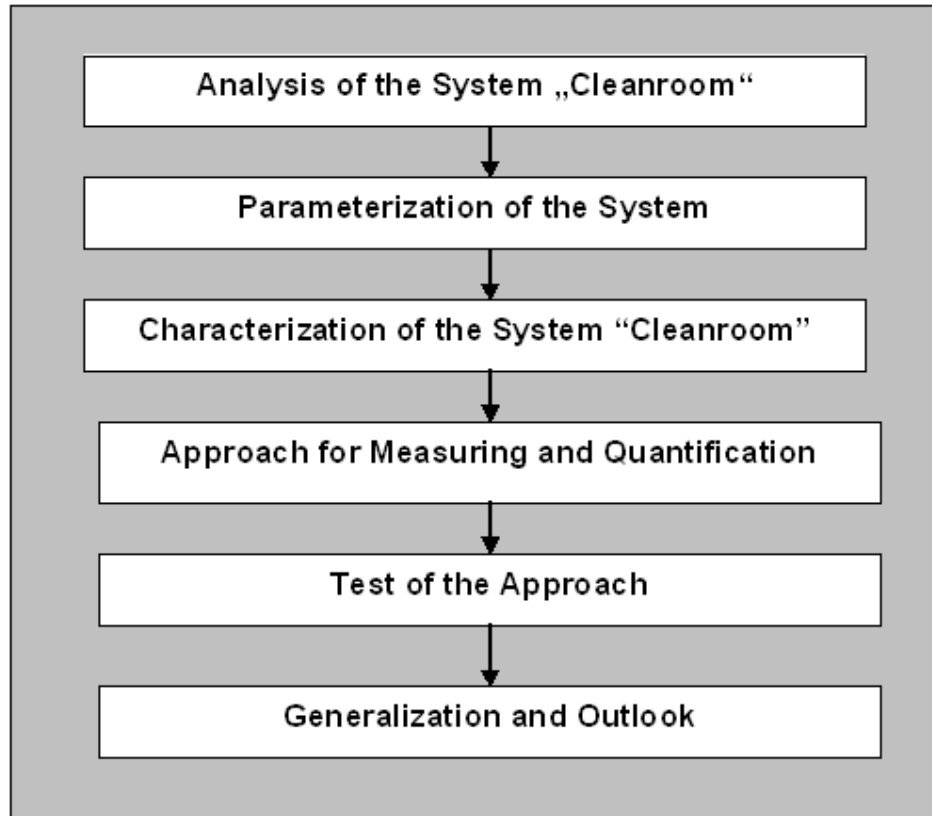 Analysis of the System „Cleanroom“
Parameterization of the System
Characterization of the System “Cleanroom”
Approach for Measuring and Quantification
Test of the Approach
Generalization and Outlook